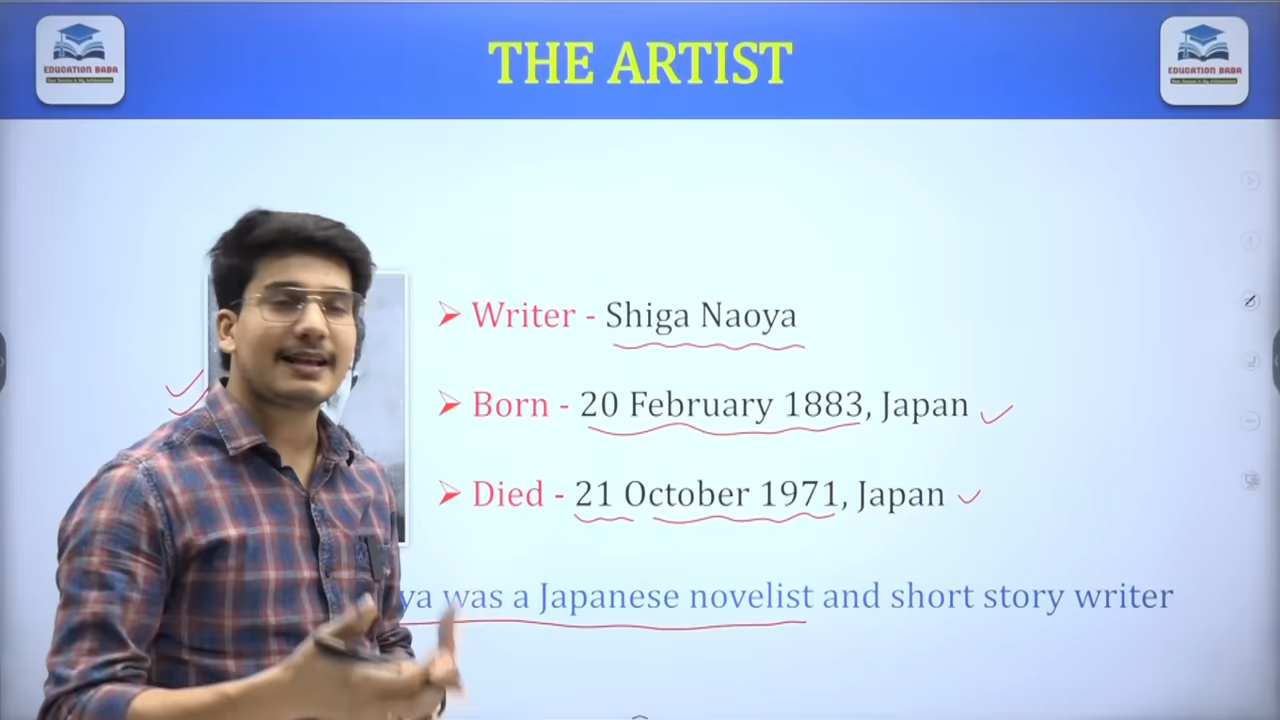 THE ARTIST
EDUCATION BABA
EDUCATION BABA
Writer - Shiga Naoya
Born - 20 February 1883, Japan
Died - 21 October 1971, Japan
ya was a Japanese novelist and short story writer